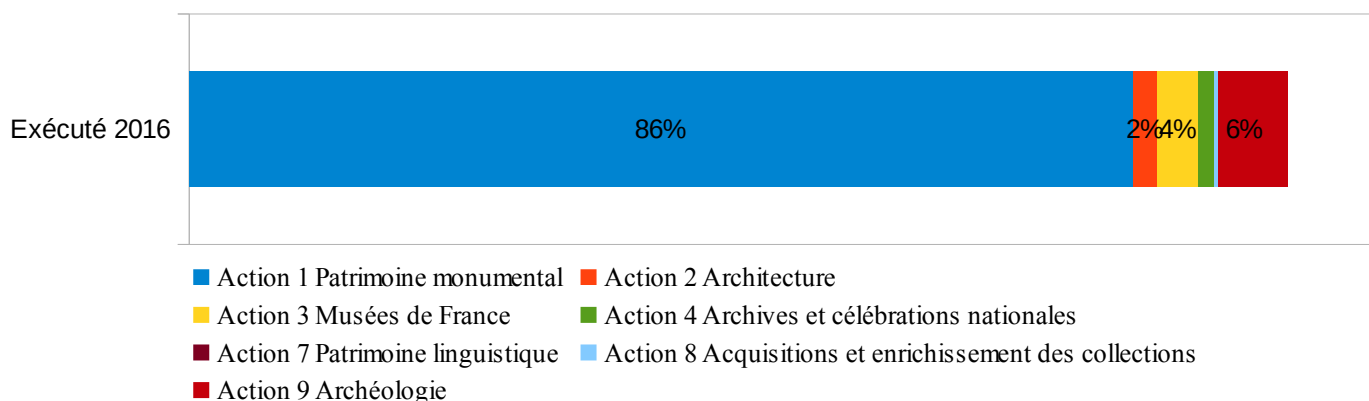 Exécuté 2016
86%
2%
4%
6%
Action 1 Patrimoine monumental
Action 2 Architecture
Action 3 Musées de France
Action 4 Archives et célébrations nationales
Action 7 Patrimoine linguistique
Action 8 Acquisitions et enrichissement des collections
Action 9 Archéologie